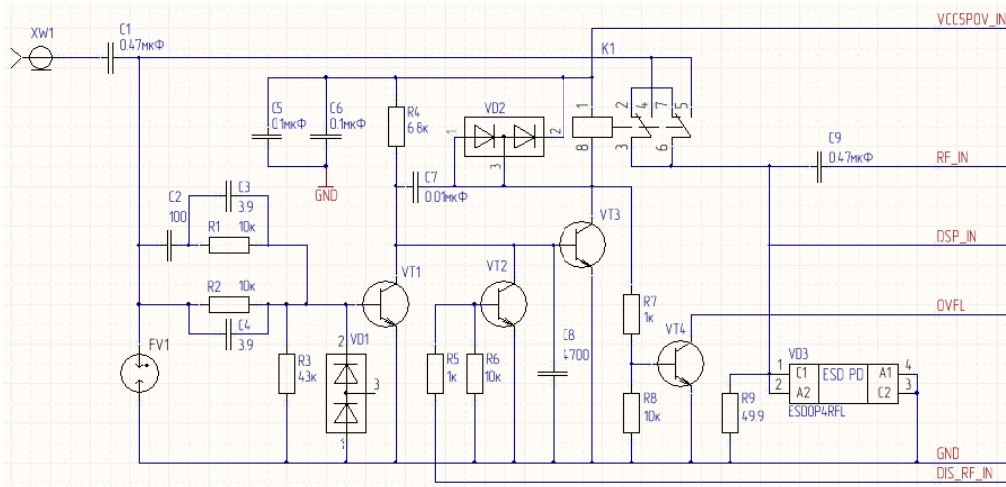 VCC5POV_IN
XW1
C1
0.47мкФ
K1
C5
0.1мкФ
C6
0.1мкФ
R4
6.8к
VD2
1
2
3
1
8
2
4
7
5
3
6
C9
0.47мкФ
RF_IN
GND
C7
0.01мкФ
C2
100
C3
3.9
R1
10к
VT3
DSP_IN
R2
10к
C4
3.9
VT1
VT2
R7
1к
OVFL
FV1
R3
43к
VD1
2
3
1
R5
1к
R6
10к
C8
4700
VT4
R8
10к
R9
49.9
VD3
1
2
C1
A2
ESD PD
A1
C2
4
3
ESD0P4RFL
GND
DIS_RF_IN